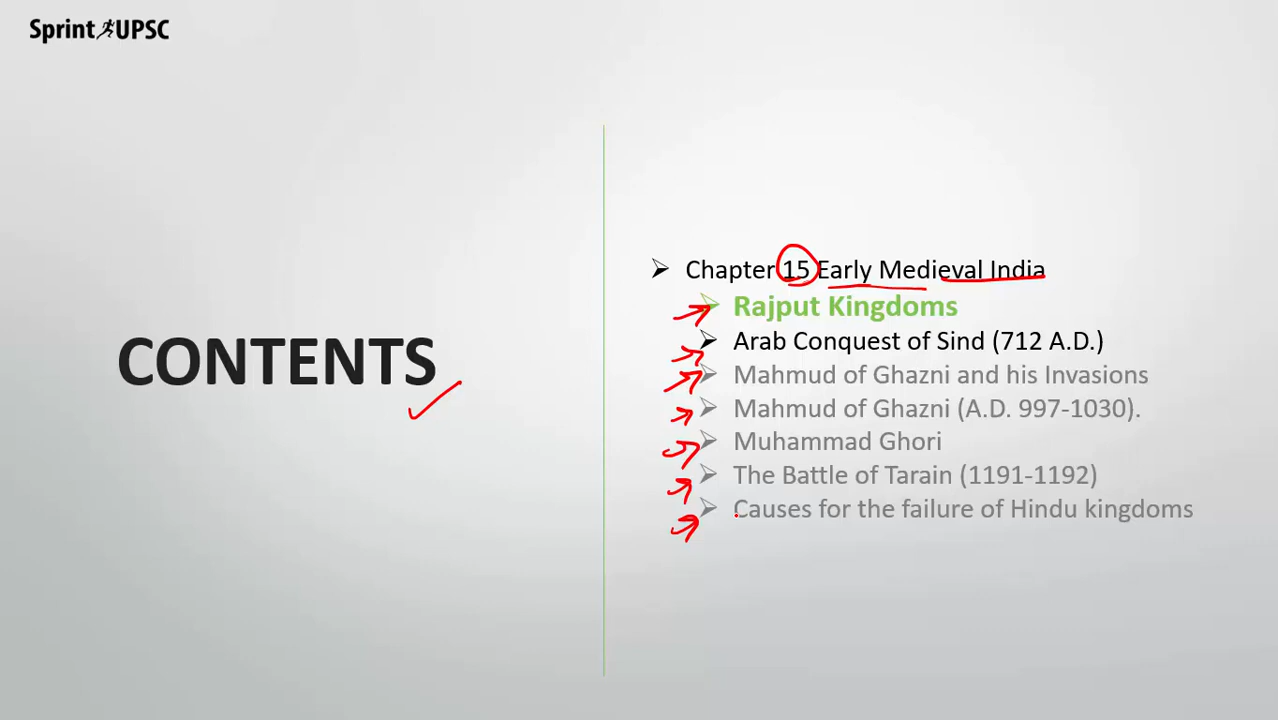 Sprint UPSC
CONTENTS
Chapter 15 Early Medieval India
Rajput Kingdoms
Arab Conquest of Sind (712 A.D.)
Mahmud of Ghazni and his Invasions
Mahmud of Ghazni (A.D. 997-1030).
Muhammad Ghori
The Battle of Tarain (1191-1192)
Causes for the failure of Hindu kingdoms